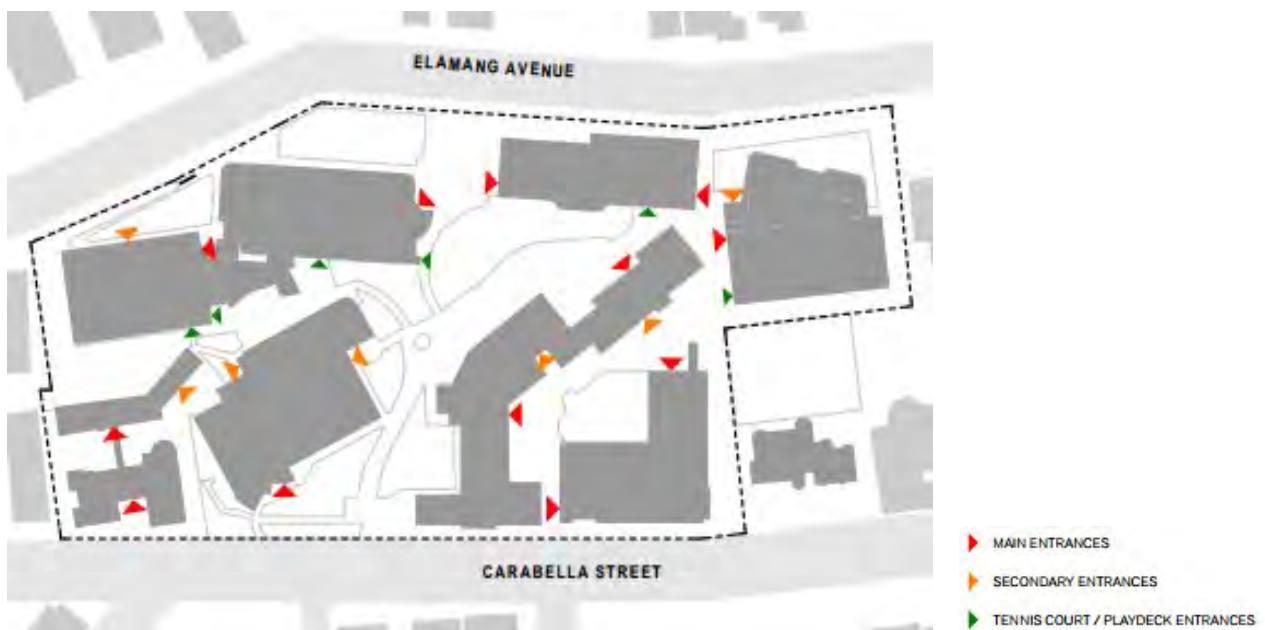 ELAMANG AVENUE
CARABELLA STREET
MAIN ENTRANCES
SECONDARY ENTRANCES
TENNIS COURT / PLAYDECK ENTRANCES